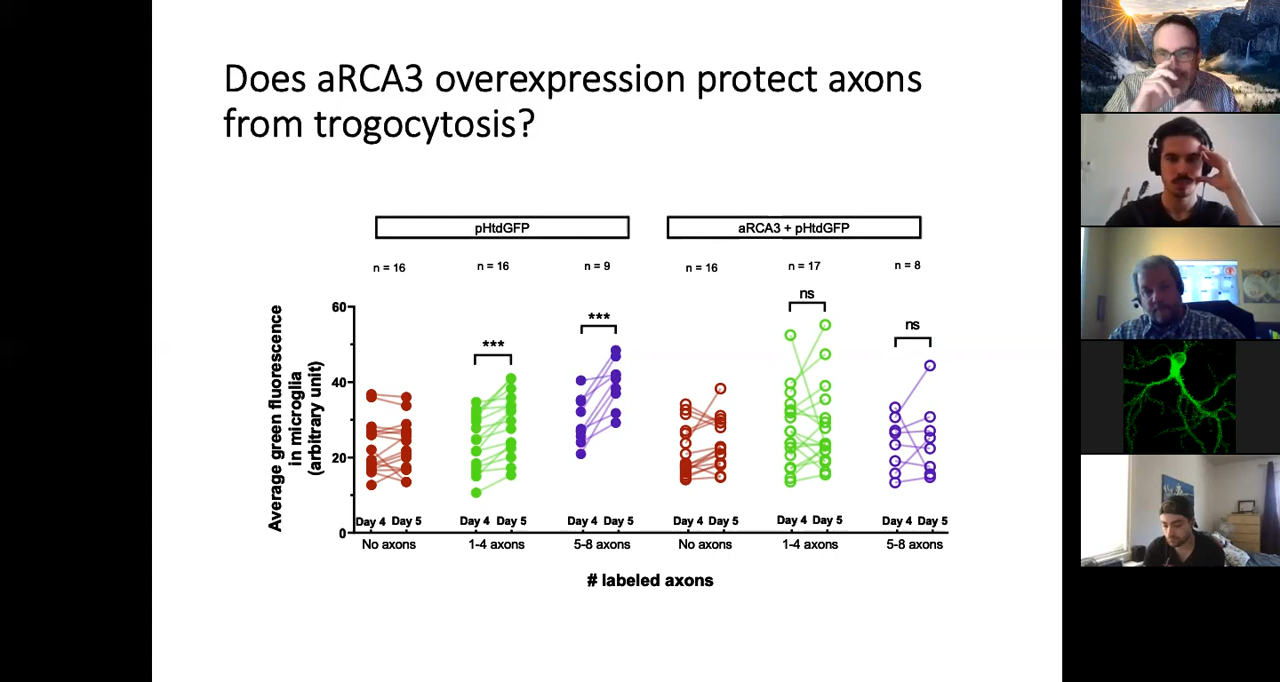 Does aRCA3 overexpression protect axons
from trogocytosis?
pHtdGFP
aRCA3 + pHtdGFP
n = 16
n = 16
n = 9
n = 16
n = 17
n = 8
Average green fluorescence
in microglia
(arbitrary unit)
60
40
20
0
***
***
ns
ns
Day 4 Day 5
Day 4 Day 5
Day 4 Day 5
Day 4 Day 5
Day 4 Day 5
Day 4 Day 5
No axons
1-4 axons
5-8 axons
No axons
1-4 axons
5-8 axons
# labeled axons